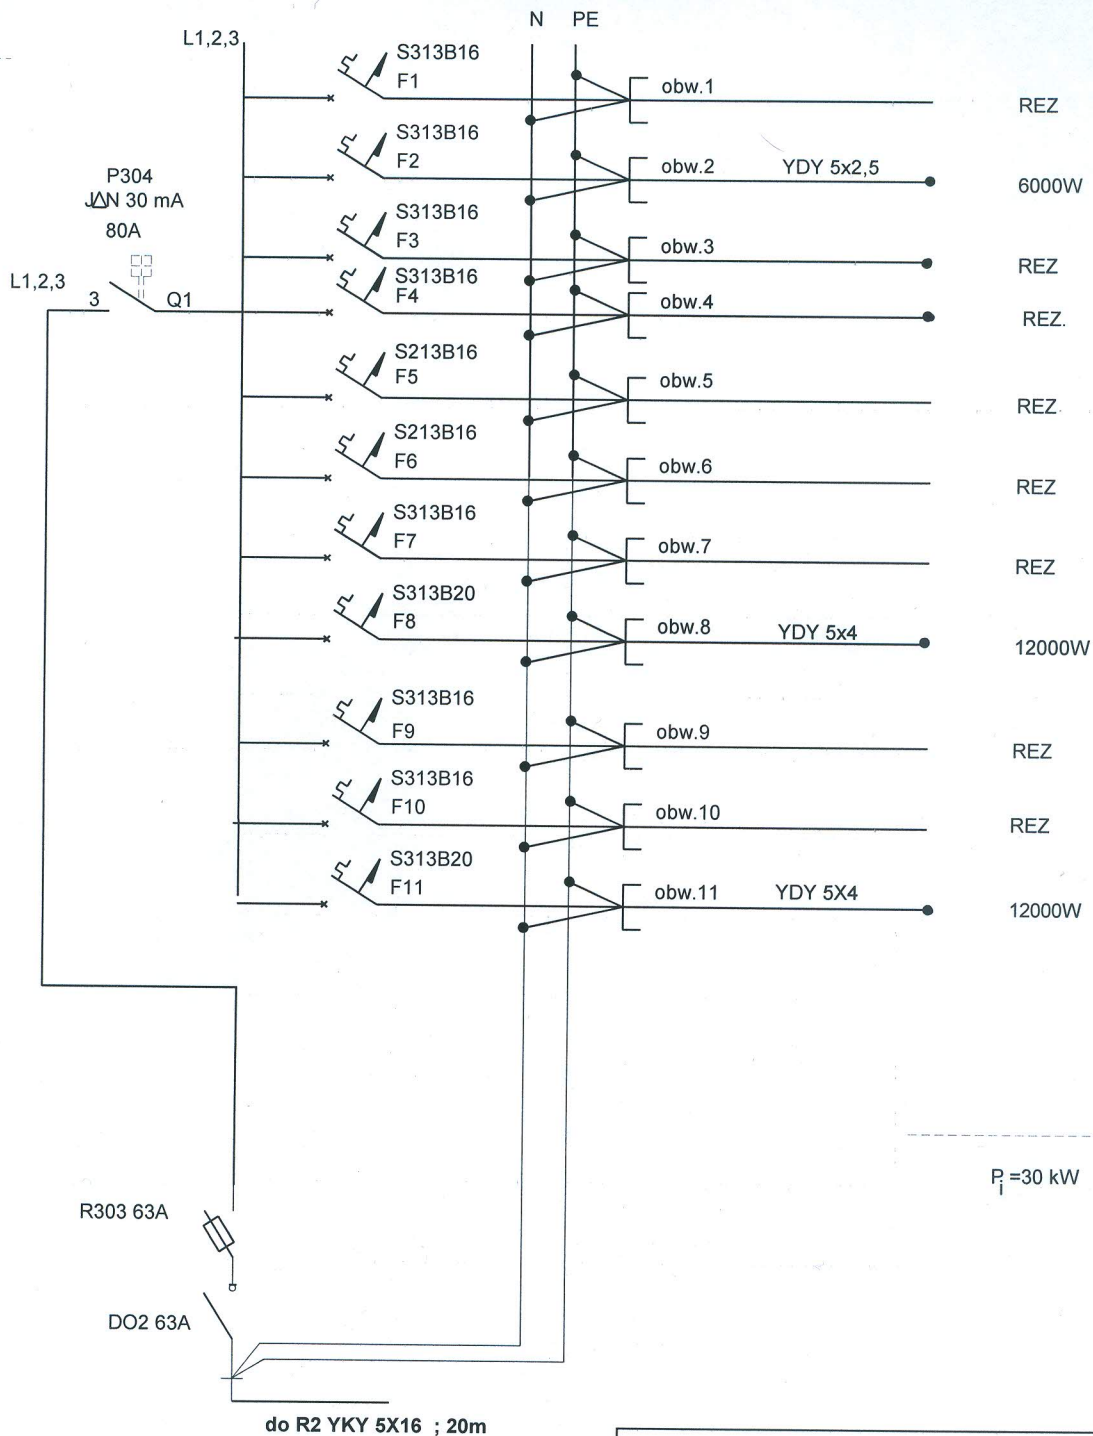 N PE
L1,2,3
S313B16
F1
obw.1
REZ
S313B16
F2
obw.2
YDY 5x2,5
6000W
P304
JΔN 30 mA
80A
S313B16
F3
obw.3
REZ
L1,2,3
3
Q1
S313B16
F4
obw.4
REZ.
S213B16
F5
obw.5
REZ
S213B16
F6
obw.6
REZ
S313B16
F7
obw.7
REZ
S313B20
F8
obw.8
YDY 5x4
12000W
S313B16
F9
obw.9
REZ
S313B16
F10
obw.10
REZ
S313B20
F11
obw.11
YDY 5X4
12000W
Pi =30 kW
R303 63A
DO2 63A
do R2 YKY 5X16 ; 20m